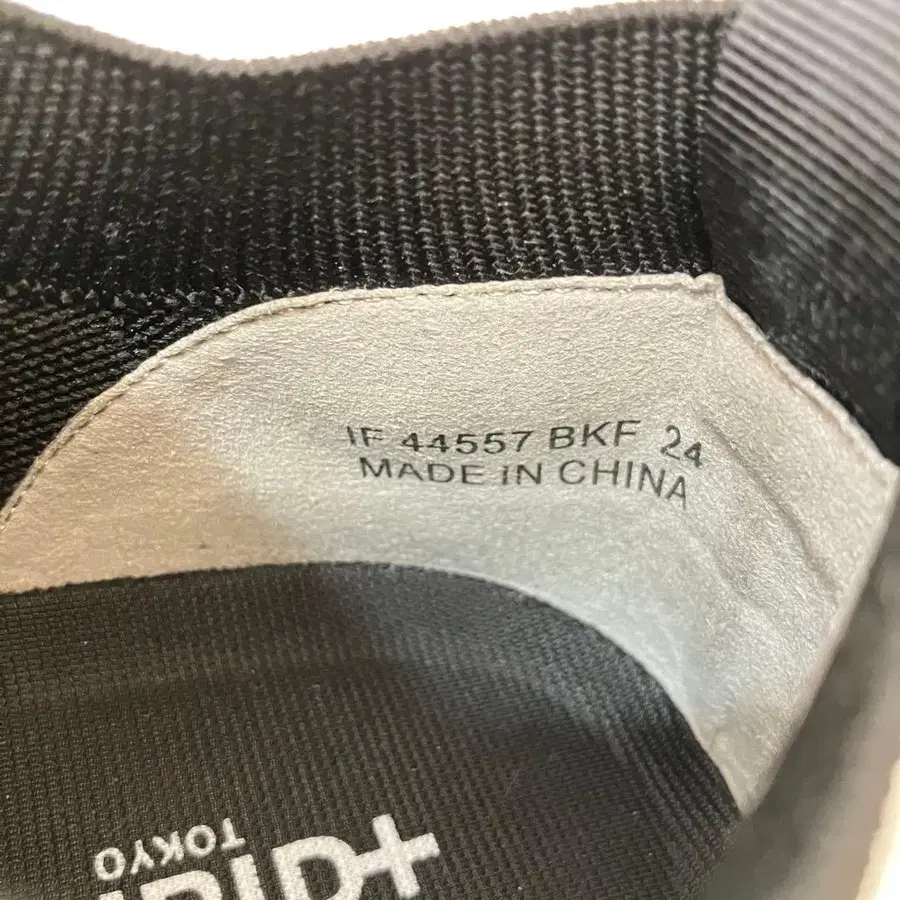 IF 44557 BKF 24
MADE IN CHINA
TOKYO